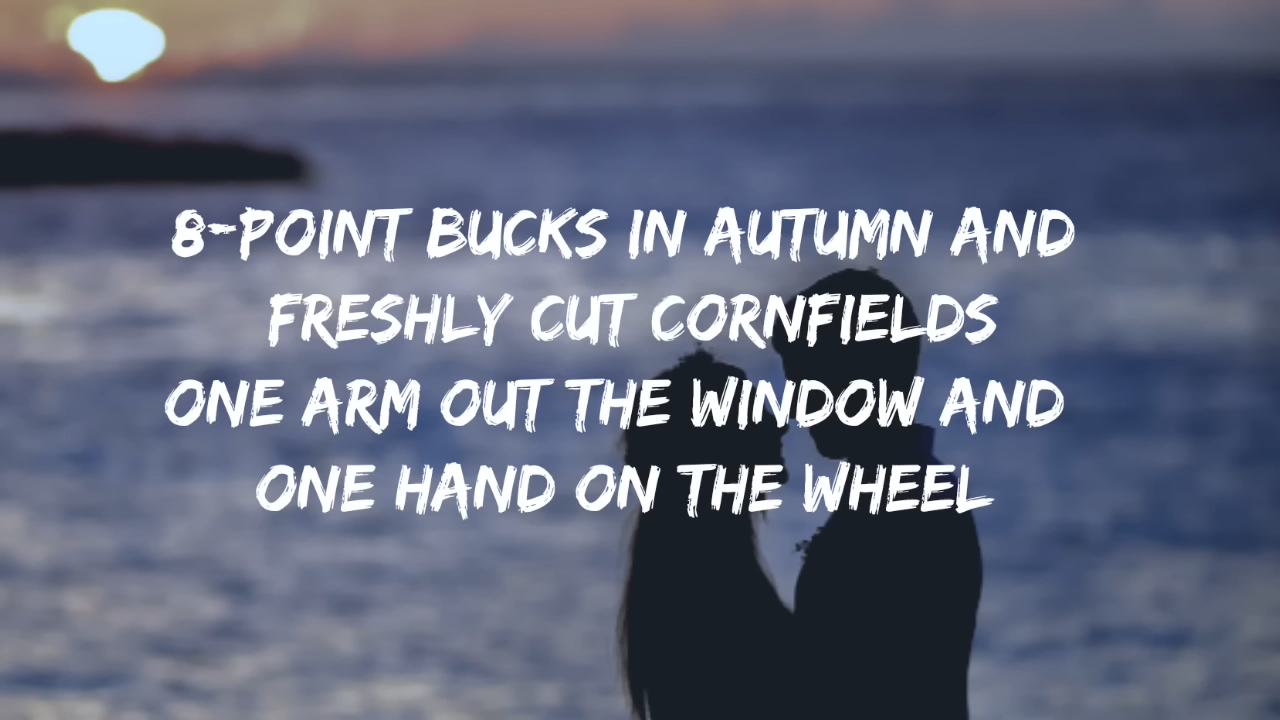 8-POINT BUCKS IN AUTUMN AND
FRESHLY CUT CORNFIELDS
ONE ARM OUT THE WINDOW AND
ONE HAND ON THE WHEEL